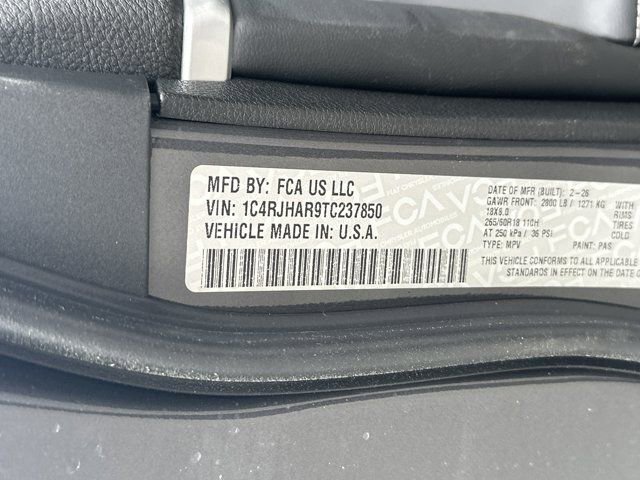 MFD BY: FCA US LLC
VIN: 1C4RJHAR9TC237850
VEHICLE MADE IN: U.S.A.
DATE OF MFR (BUILT): 2-26
GAWR FRONT: 2800 LB / 1271 KG WITH
18X8.0 RIMS
265/60R18 110H TIRES
AT 250 kPa / 36 PSI COLD
TYPE: MPV PAINT: PAS
THIS VEHICLE CONFORMS TO ALL APPLICABLE
STANDARDS IN EFFECT ON THE DATE O